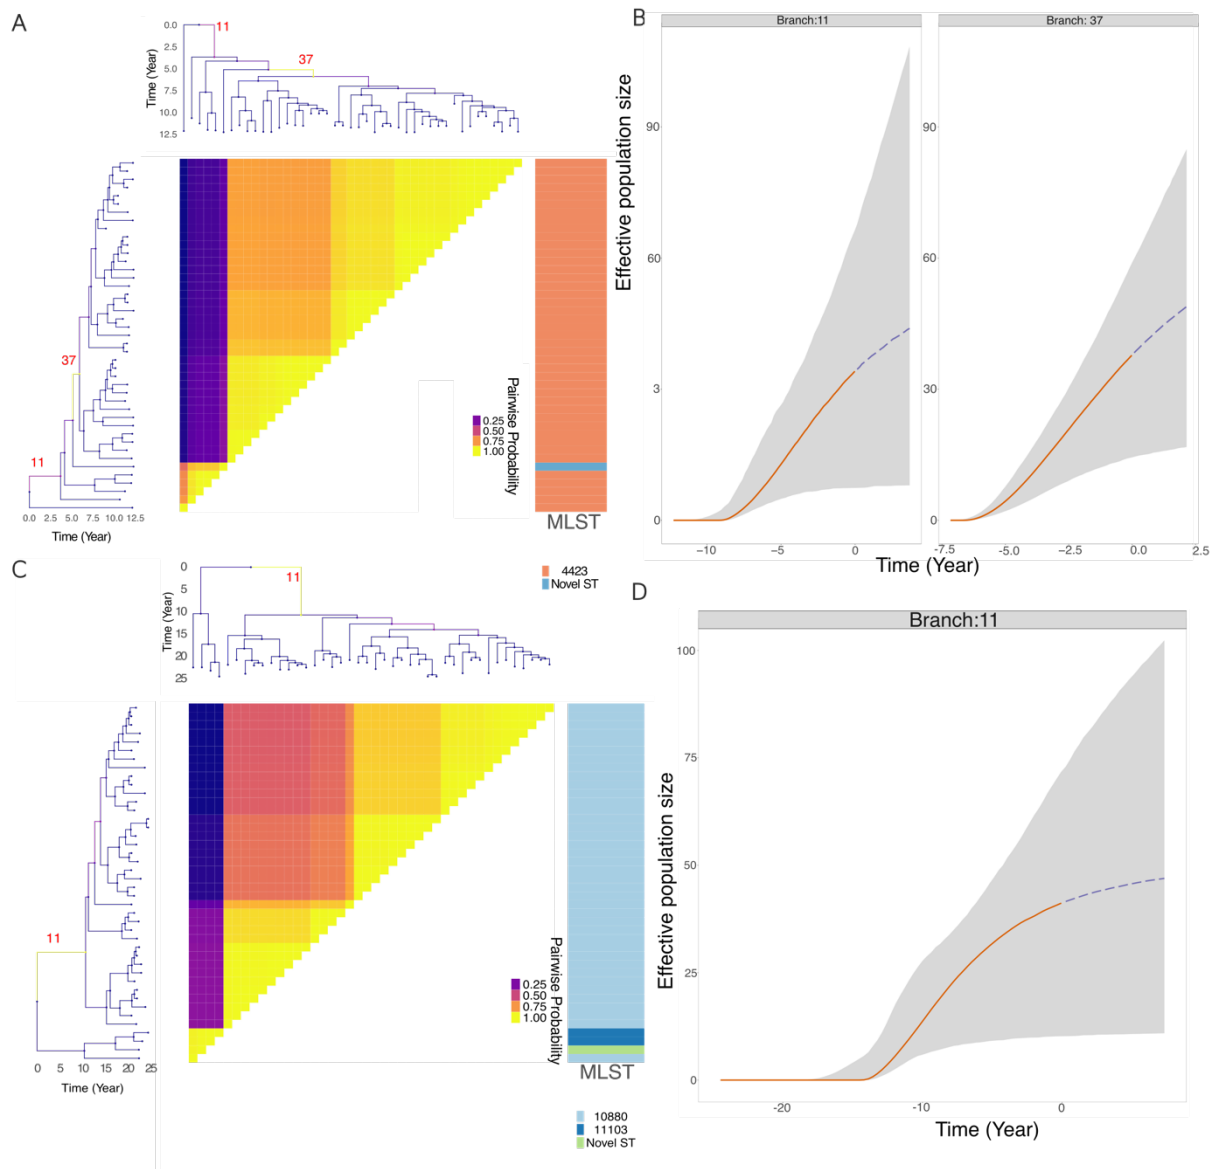 A
0.0
2.5
5.0
7.5
10.0
12.5
Time (Year)
11
37
37
11
0.0 2.5 5.0 7.5 10.0 12.5
Time (Year)
Pairwise Probability
0.25
0.50
0.75
1.00
MLST
4423
Novel ST
B
Branch:11
Branch: 37
Effective population size
90
60
3
0
90
60
30
0
−10 −5 0
-7.5 −5.0 −2.5 0.0 2.5
Time (Year)
C
0
5
10
15
20
25
Time (Year)
11
11
0 5 10 15 20 25
Time (Year)
Pairwise Probability
0.25
0.50
0.75
1.00
MLST
10880
11103
Novel ST
D
Branch:11
Effective population size
100
75
50
25
0
-20 -10 0
Time (Year)